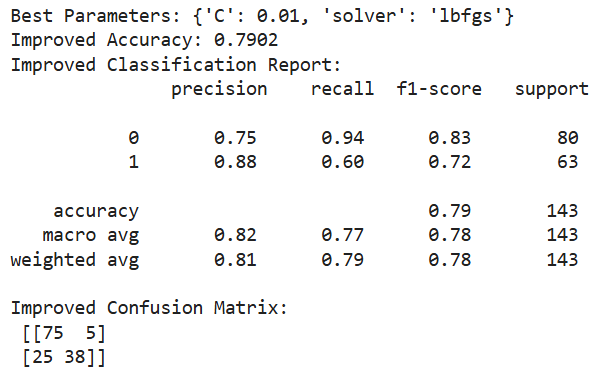 Best Parameters: {'C': 0.01, 'solver': 'lbfgs'}
Improved Accuracy: 0.7902
Improved Classification Report:
              precision    recall  f1-score   support

           0       0.75      0.94      0.83        80
           1       0.88      0.60      0.72        63

    accuracy                           0.79       143
   macro avg       0.82      0.77      0.78       143
weighted avg       0.81      0.79      0.78       143

Improved Confusion Matrix:
 [[75  5]
 [25 38]]